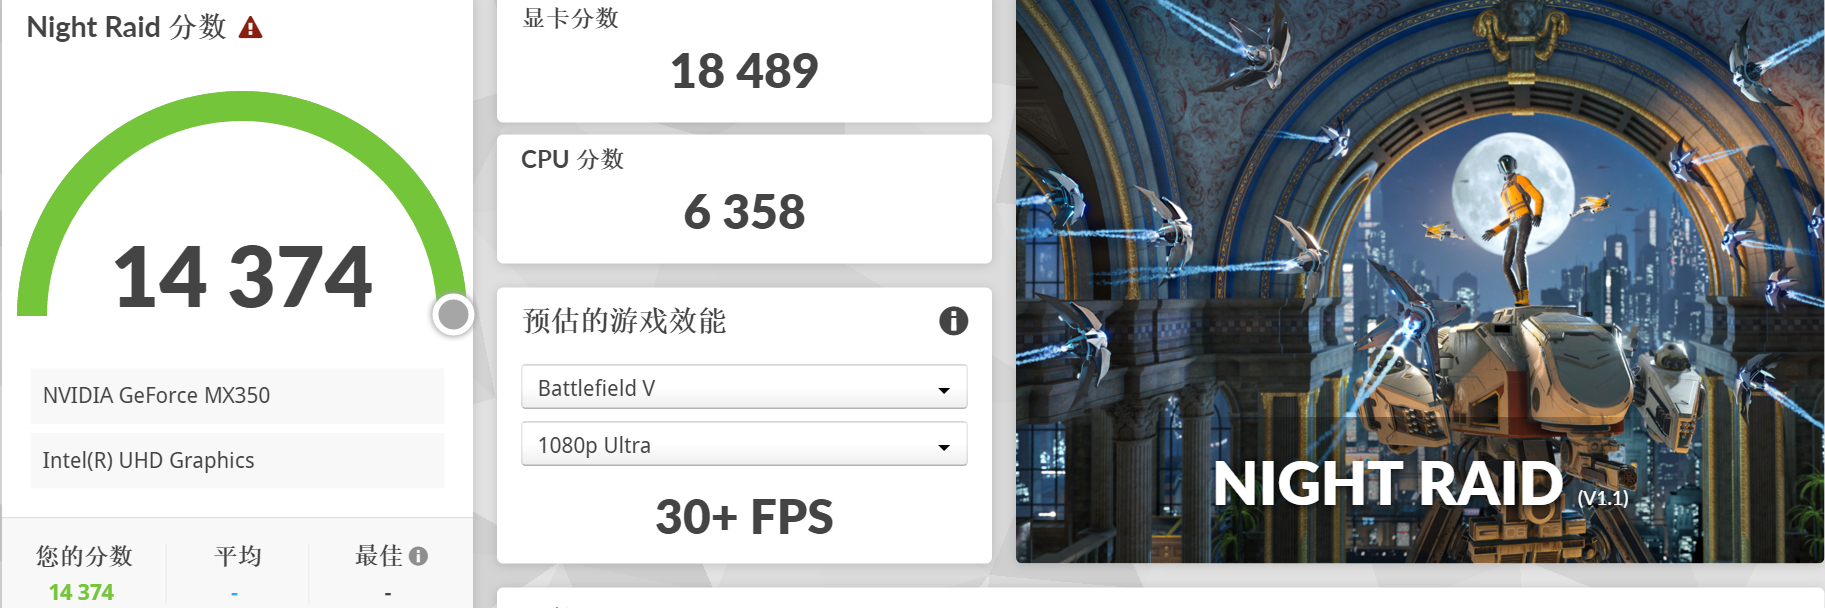 Night Raid 分数
14 374
NVIDIA GeForce MX350
Intel(R) UHD Graphics
您的分数
平均
最佳
14 374
-
-
显卡分数
18 489
CPU 分数
6 358
预估的游戏效能
Battlefield V
1080p Ultra
30+ FPS
NIGHT RAID (V1.1)